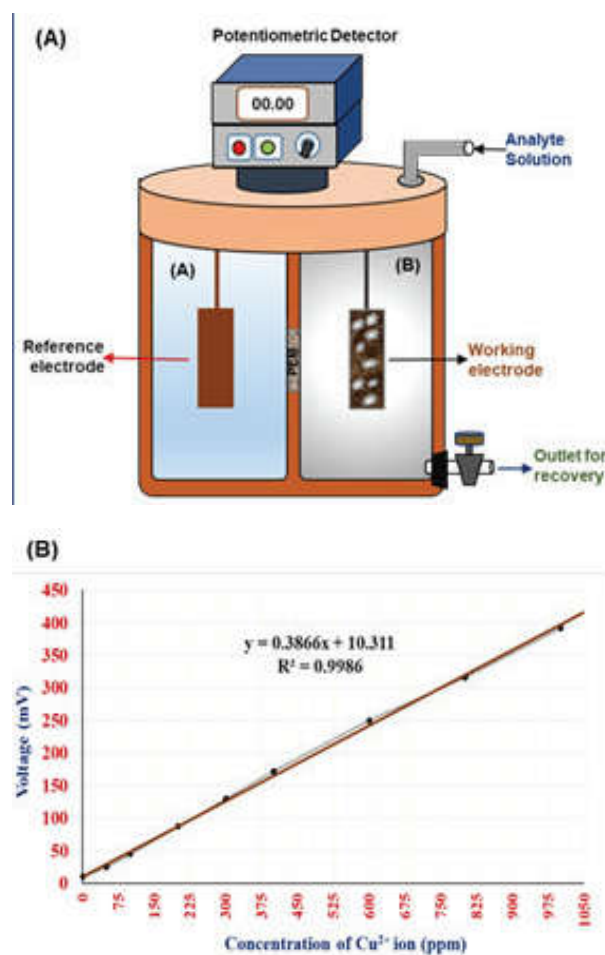 (A)
Potentiometric Detector
00.00
Analyte
Solution
(A)
(B)
Reference
electrode
Working
electrode
Outlet for
recovery
(B)
450
400
350
300
250
200
150
100
50
0
y = 0.3866x + 10.311
R² = 0.9986
Voltage (mV)
0 75 150 225 300 375 450 525 600 675 750 825 900 975 1050
Concentration of Cu²⁺ ion (ppm)